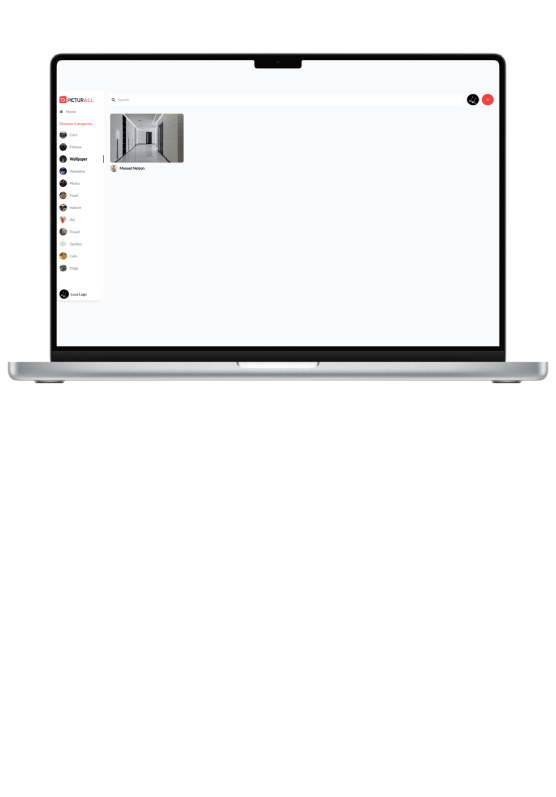 PICTURALL
Search
Home
Discover Categories
Cars
Fitness
Wallpaper
Websites
Photo
Food
Nature
Art
Travel
Quotes
Cats
Dogs
Manuel Nelson
Luca Lago